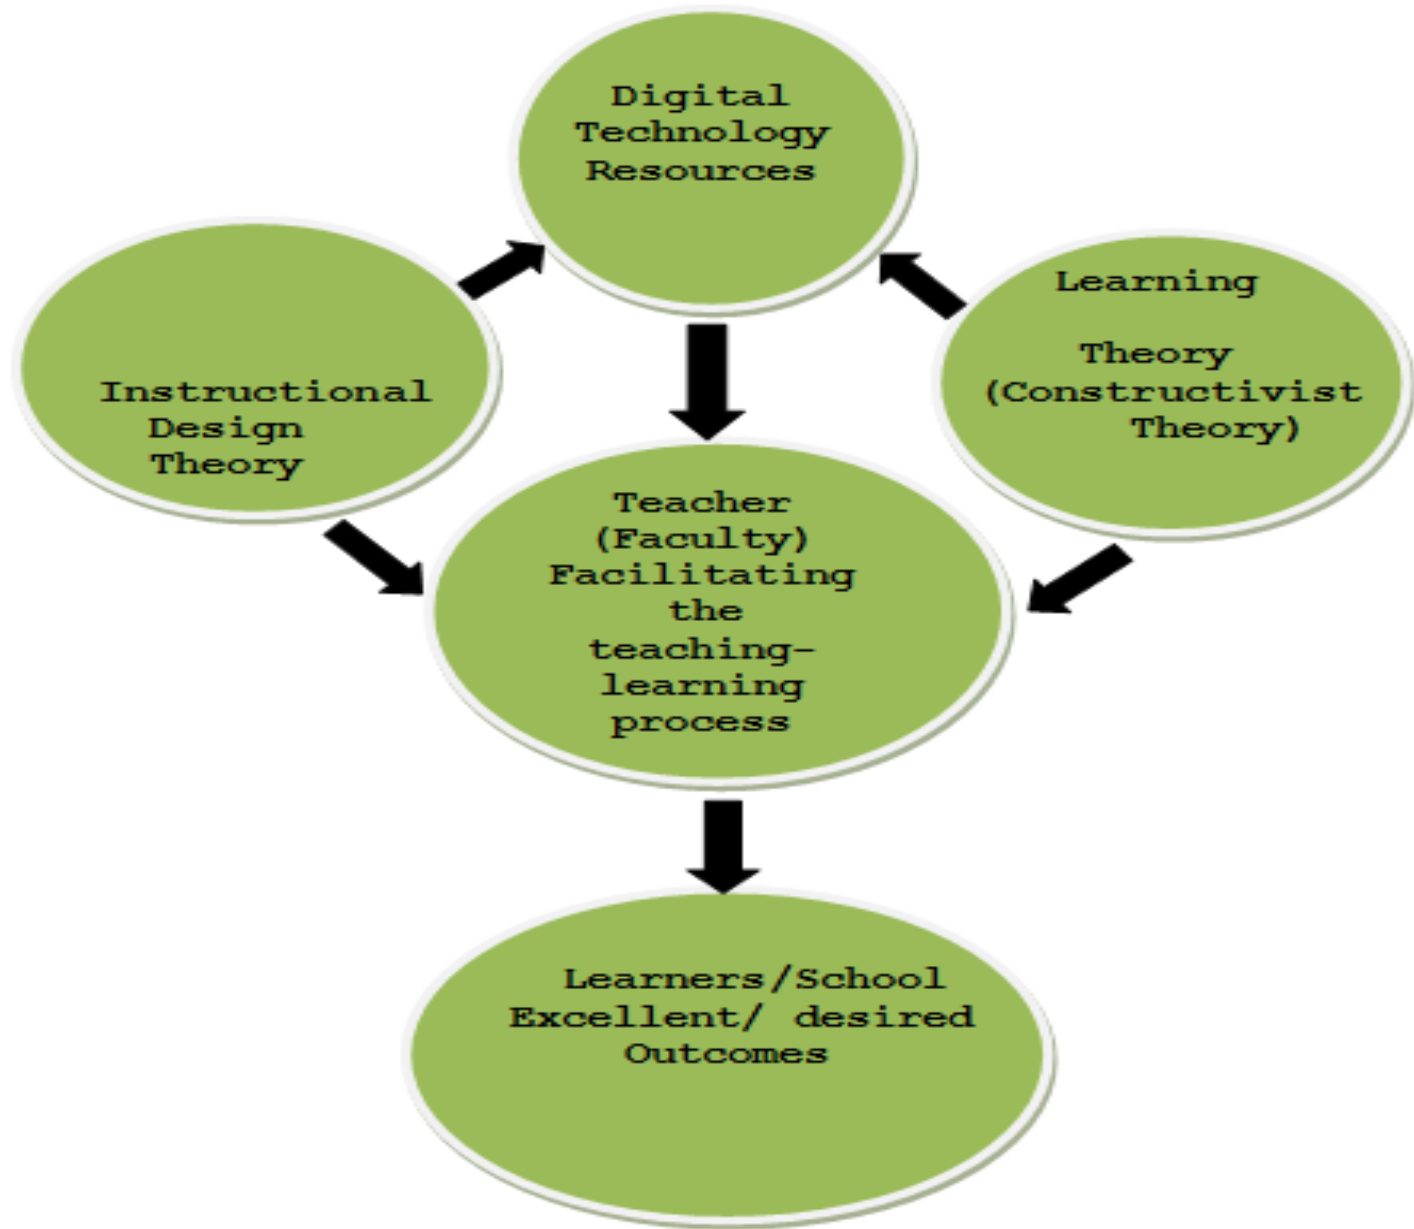 Digital
Technology
Resources
Instructional
Design
Theory
Learning
Theory
(Constructivist
Theory)
Teacher
(Faculty)
Facilitating
the
teaching-
learning
process
Learners/School
Excellent/ desired
Outcomes